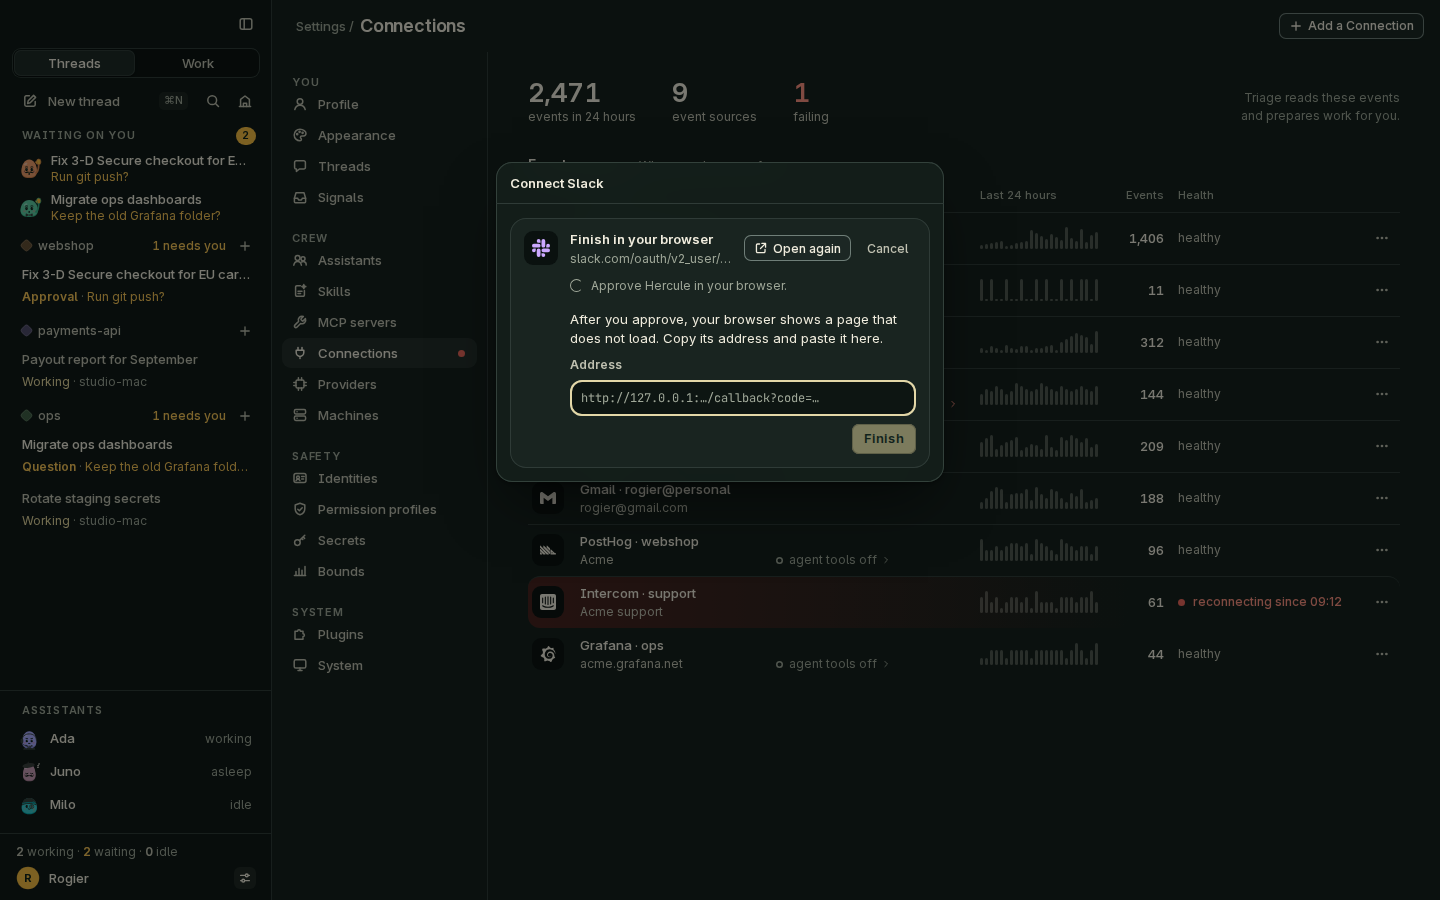 Threads
Work
New thread
⌘N
WAITING ON YOU
2
Fix 3-D Secure checkout for E...
Run git push?
Migrate ops dashboards
Keep the old Grafana folder?
webshop
1 needs you
Fix 3-D Secure checkout for EU car...
Approval · Run git push?
payments-api
Payout report for September
Working · studio-mac
ops
1 needs you
Migrate ops dashboards
Question · Keep the old Grafana fold...
Rotate staging secrets
Working · studio-mac
ASSISTANTS
Ada
working
Juno
asleep
Milo
idle
2 working · 2 waiting · 0 idle
R
Rogier
Settings / Connections
Add a Connection
YOU
Profile
Appearance
Threads
Signals
CREW
Assistants
Skills
MCP servers
Connections
Providers
Machines
SAFETY
Identities
Permission profiles
Secrets
Bounds
SYSTEM
Plugins
System
2,471
events in 24 hours
9
event sources
1
failing
Triage reads these events
and prepares work for you.
Last 24 hours
Events
Health
1,406
healthy
11
healthy
312
healthy
144
healthy
209
healthy
Connect Slack
Finish in your browser
slack.com/oauth/v2_user/...
Open again
Cancel
Approve Hercule in your browser.
After you approve, your browser shows a page that
does not load. Copy its address and paste it here.
Address
http://127.0.0.1:…/callback?code=…
Finish
Gmail · rogier@personal
rogier@gmail.com
188
healthy
PostHog · webshop
Acme
agent tools off
96
healthy
Intercom · support
Acme support
61
reconnecting since 09:12
Grafana · ops
acme.grafana.net
agent tools off
44
healthy